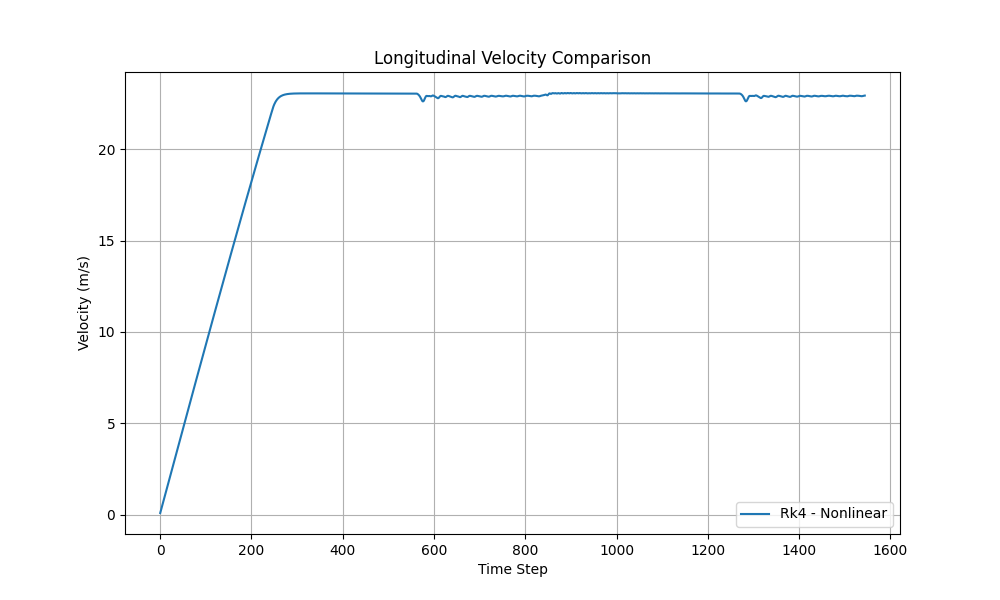 Longitudinal Velocity Comparison
Velocity (m/s)
20
15
10
5
0
0 200 400 600 800 1000 1200 1400 1600
Time Step
Rk4 - Nonlinear